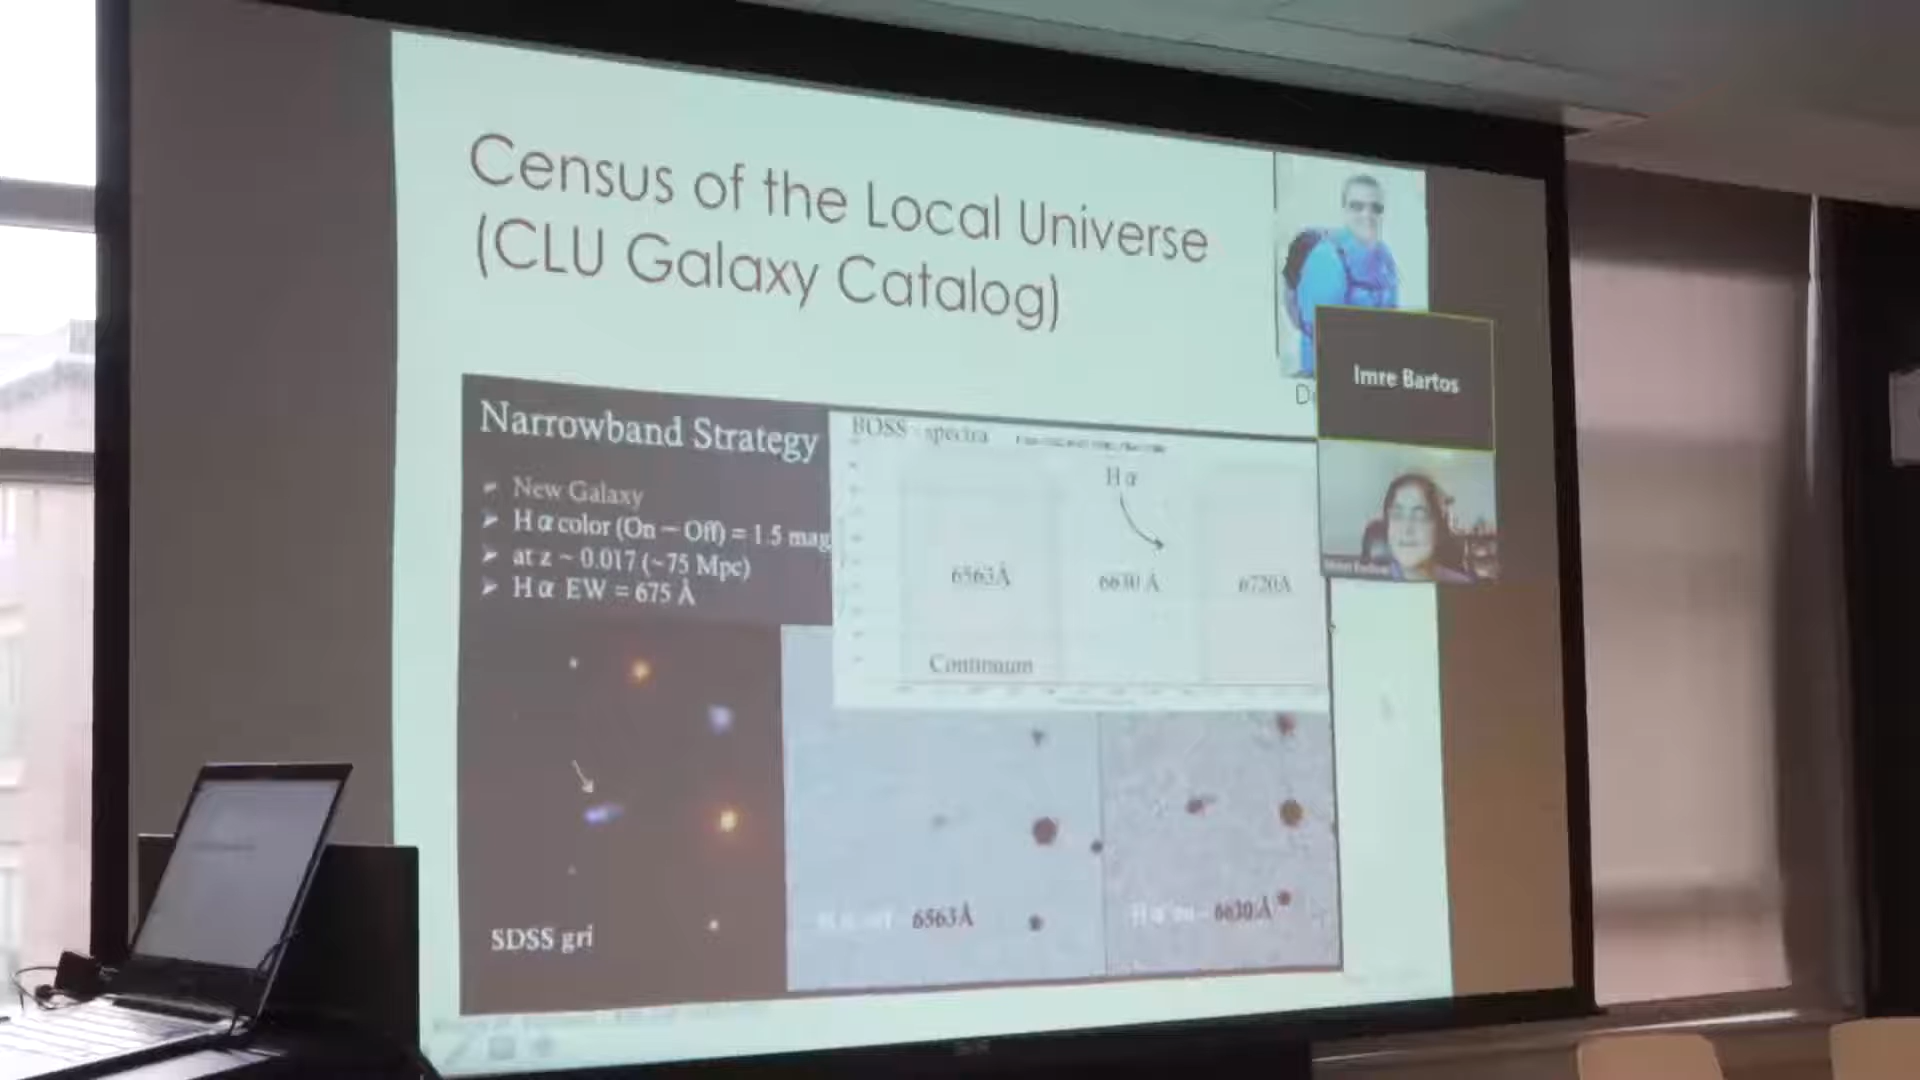 Census of the Local Universe
(CLU Galaxy Catalog)
Imre Bartos
Narrowband Strategy
New Galaxy
H α color (On – Off) = 1.5 mag
at z ~ 0.017 (~75 Mpc)
H α EW = 675 Å
BOSS - spectra
H α
6563Å
6630 Å
6720Å
Continuum
SDSS gri
6563Å
6630Å